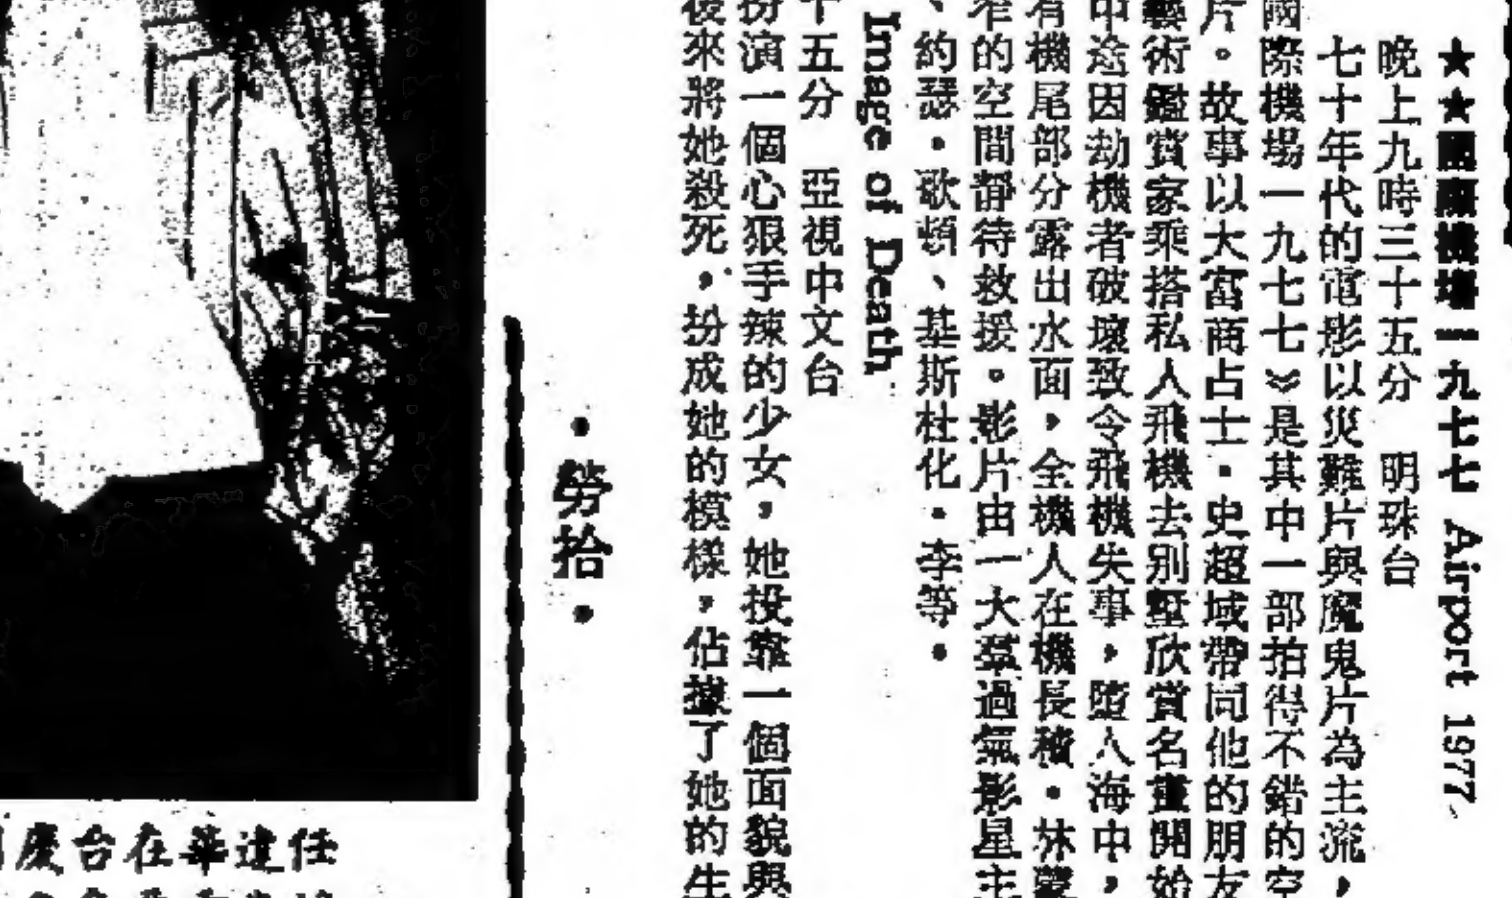 ★★國際機場一九七七 Airport 1977
晚上九時三十五分 明珠台
七十年代的電影以災難片與魔鬼片為主流，
國際機場一九七七》是其中一部拍得不錯的空
片。故事以大富商占士．史超域帶同他的朋友
藝術鑑賞家乘搭私人飛機去別墅欣賞名畫開始
中途因劫機者破壞致令飛機失事，墮入海中，
有機尾部分露出水面，全機人在機長積．林蒙
窄的空間靜待救援。影片由一大羣過氣影星主
、約瑟．歌頓、基斯杜化．李等。
Image of Death
十五分 亞視中文台
扮演一個心狠手辣的少女，她投靠一個面貌與
後來將她殺死，扮成她的模樣，佔據了她的生
・勞拾・
慶台在華達任